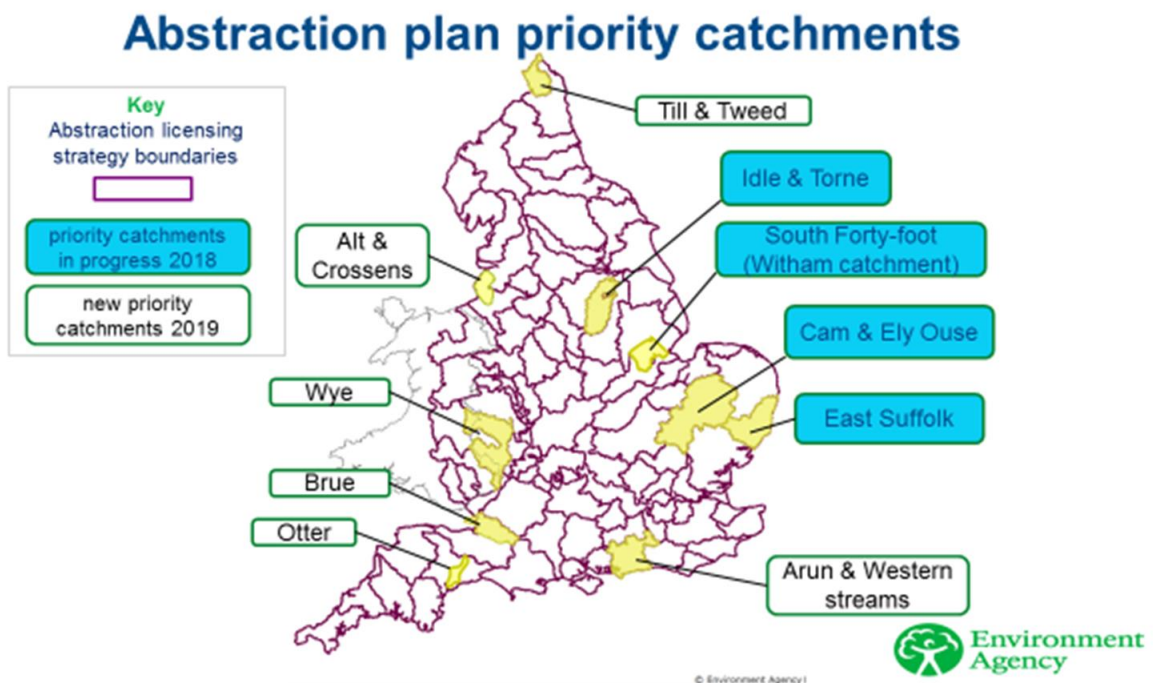 Abstraction plan priority catchments
Key
Abstraction licensing
strategy boundaries
priority catchments
in progress 2018
new priority
catchments 2019
Till & Tweed
Idle & Torne
South Forty-foot
(Witham catchment)
Alt &
Crossens
Cam & Ely Ouse
Wye
East Suffolk
Brue
Otter
Arun & Western
streams
Environment
Agency
© Environment Agency